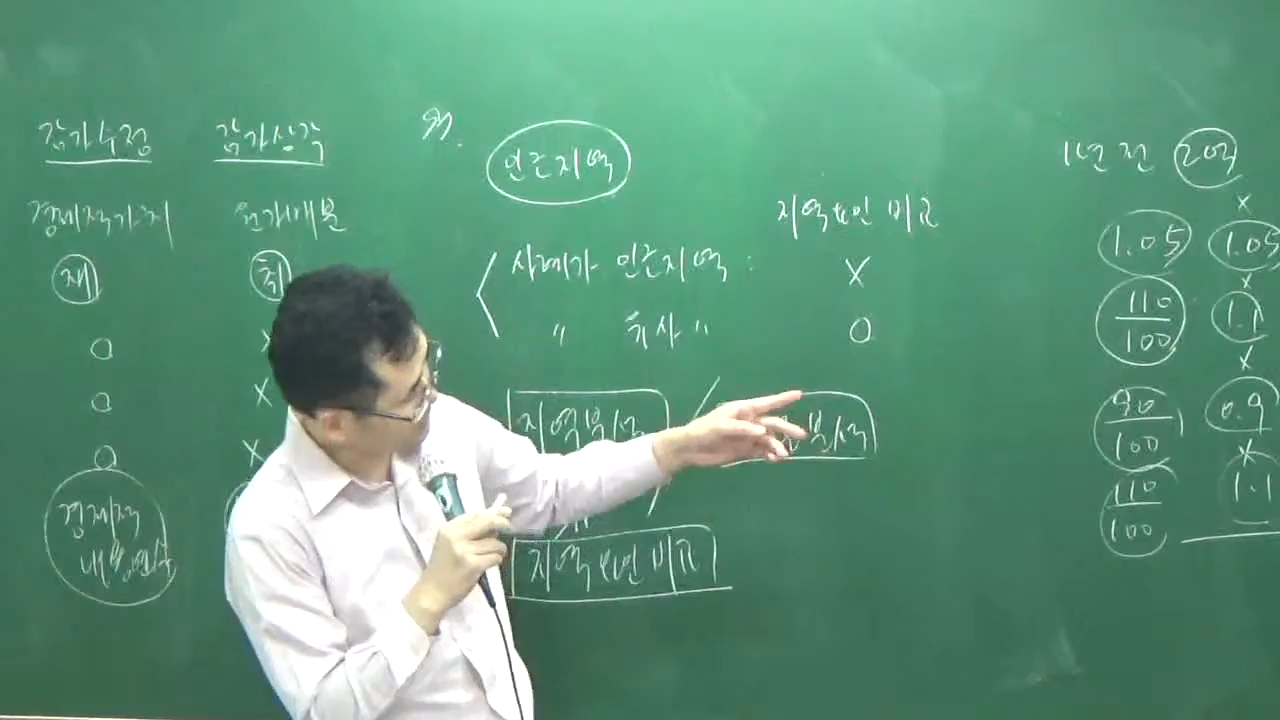 감가수정 감가상각
경제적가치 원가배분
재 취
o x
o x
o x
경제적
내용연수
인근지역
지역요인 비교
사례가 인근지역 : X
〃 유사 〃 O
지역분석 / 분석
지역요인 비교
1년 전 2억
x
1.05 1.05
x
110/100 1.1
x
90/100 0.9
x
110/100 1.1